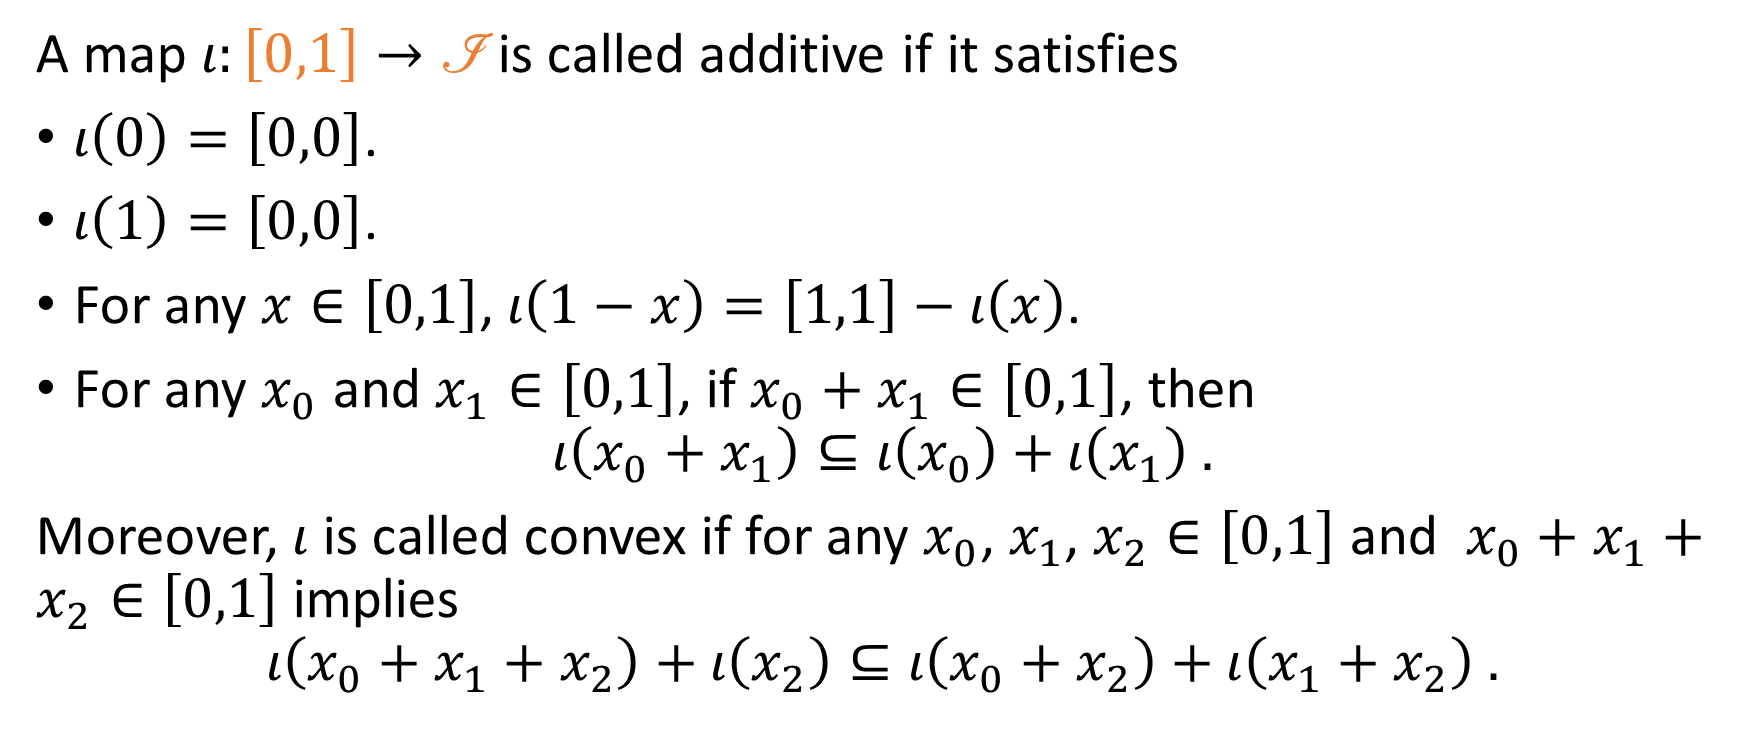 A map 𝜄: [0,1] → ℐ is called additive if it satisfies
• 𝜄(0) = [0,0].
• 𝜄(1) = [0,0].
• For any 𝑥 ∈ [0,1], 𝜄(1 − 𝑥) = [1,1] − 𝜄(𝑥).
• For any 𝑥₀ and 𝑥₁ ∈ [0,1], if 𝑥₀ + 𝑥₁ ∈ [0,1], then
𝜄(𝑥₀ + 𝑥₁) ⊆ 𝜄(𝑥₀) + 𝜄(𝑥₁) .
Moreover, 𝜄 is called convex if for any 𝑥₀, 𝑥₁, 𝑥₂ ∈ [0,1] and 𝑥₀ + 𝑥₁ +
𝑥₂ ∈ [0,1] implies
𝜄(𝑥₀ + 𝑥₁ + 𝑥₂) + 𝜄(𝑥₂) ⊆ 𝜄(𝑥₀ + 𝑥₂) + 𝜄(𝑥₁ + 𝑥₂) .